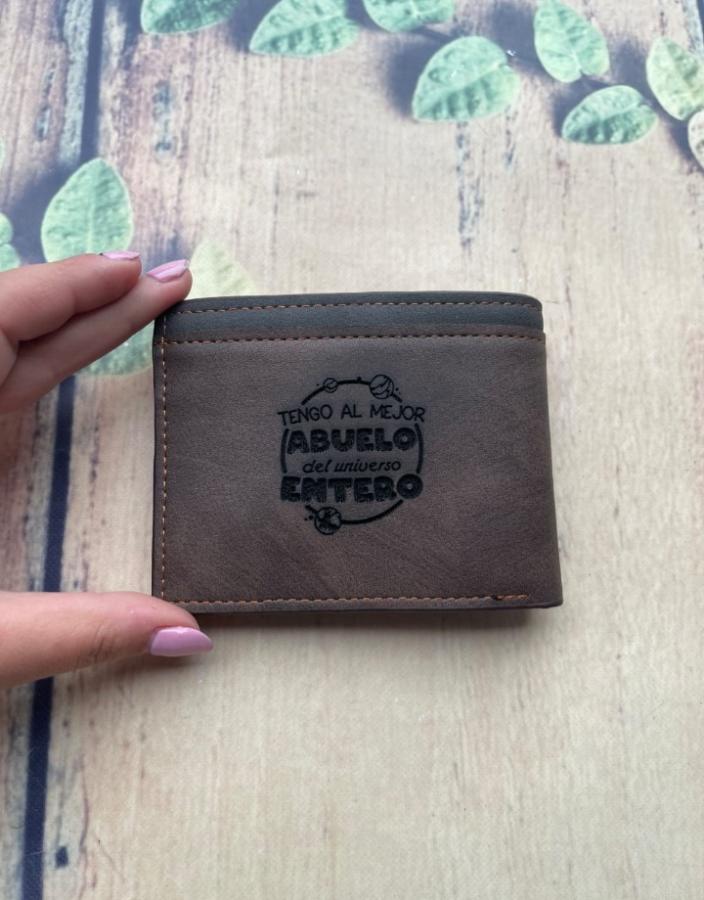 TENGO AL MEJOR
ABUELO
del universo
ENTERO